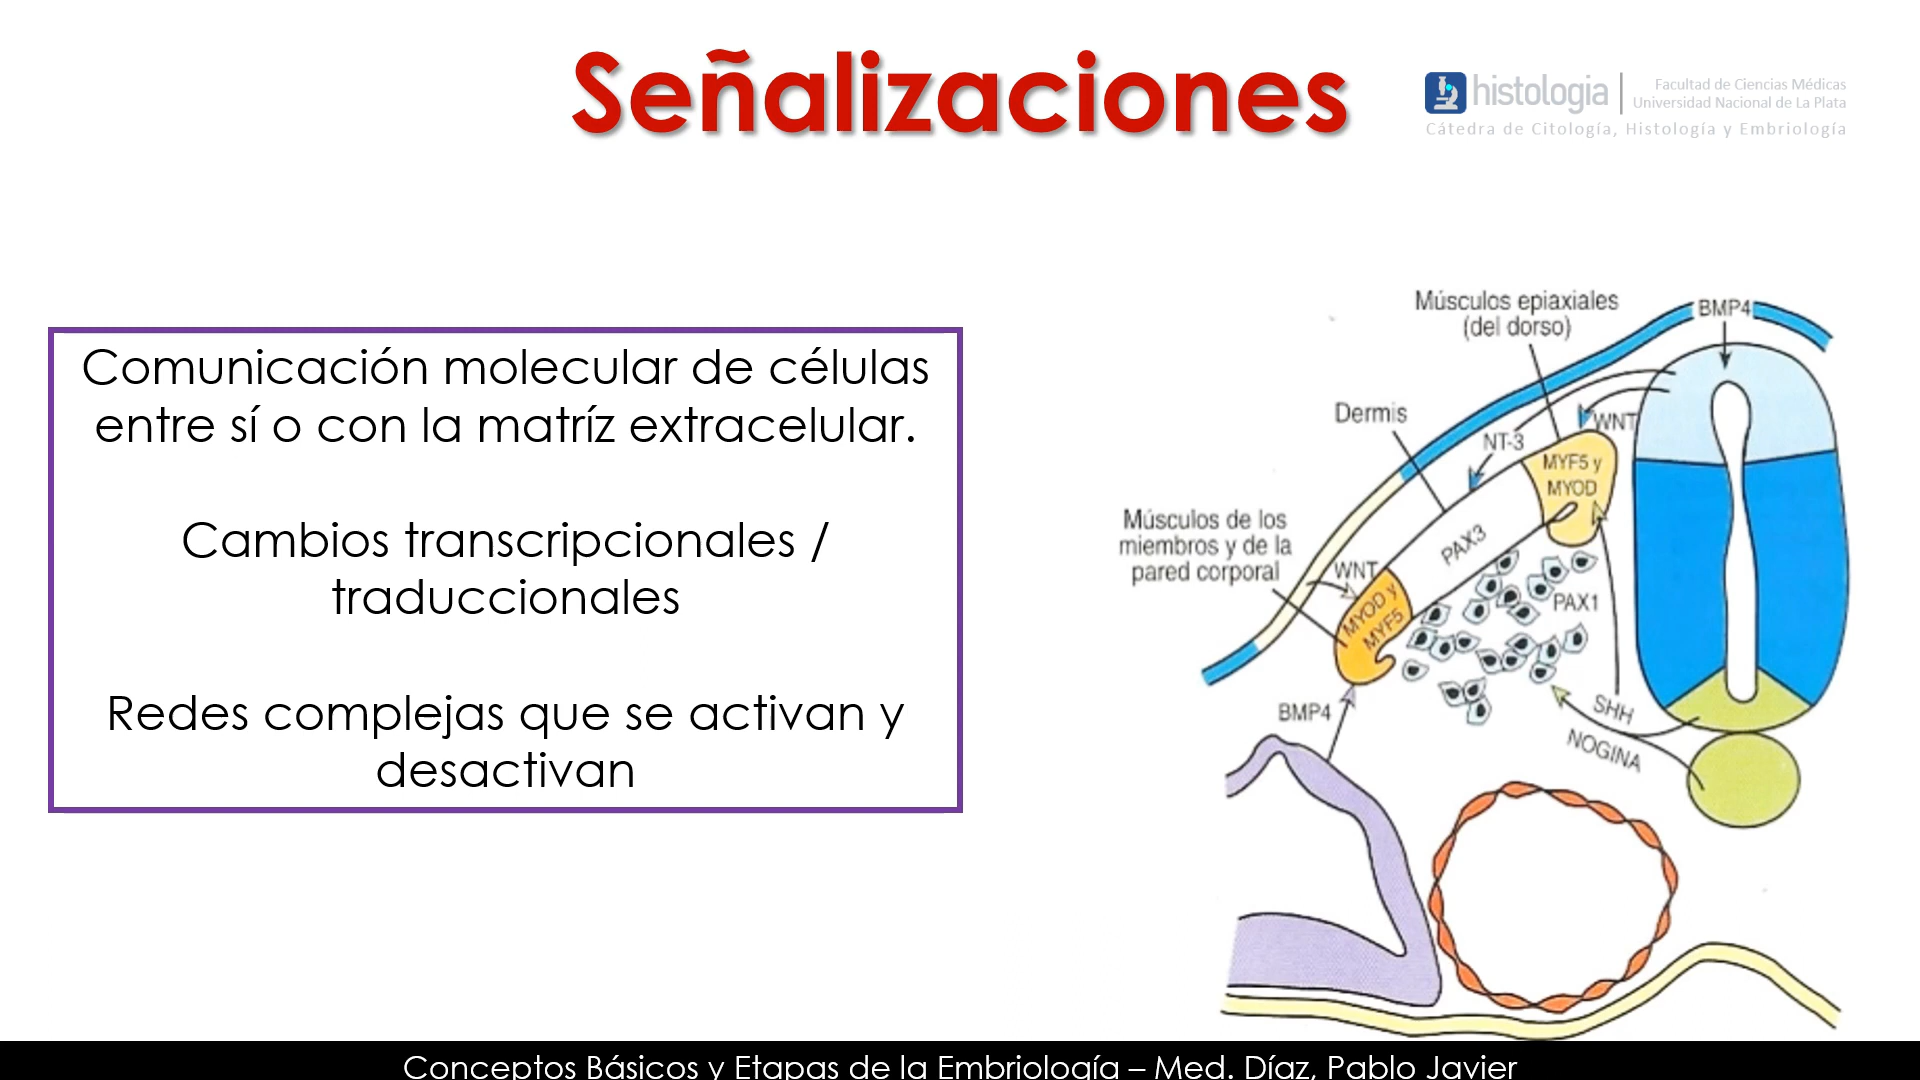 Señalizaciones
histologia
Facultad de Ciencias Médicas
Universidad Nacional de La Plata
Cátedra de Citología, Histología y Embriología
Comunicación molecular de células
entre sí o con la matríz extracelular.
Cambios transcripcionales /
traduccionales
Redes complejas que se activan y
desactivan
Músculos epiaxiales
(del dorso)
BMP4
Dermis
WNT
NT-3
MYF5 y
MYOD
Músculos de los
miembros y de la
pared corporal
PAX3
WNT
MYOD y
MYF5
PAX1
BMP4
SHH
NOGINA
Conceptos Básicos y Etapas de la Embriología – Med. Díaz, Pablo Javier